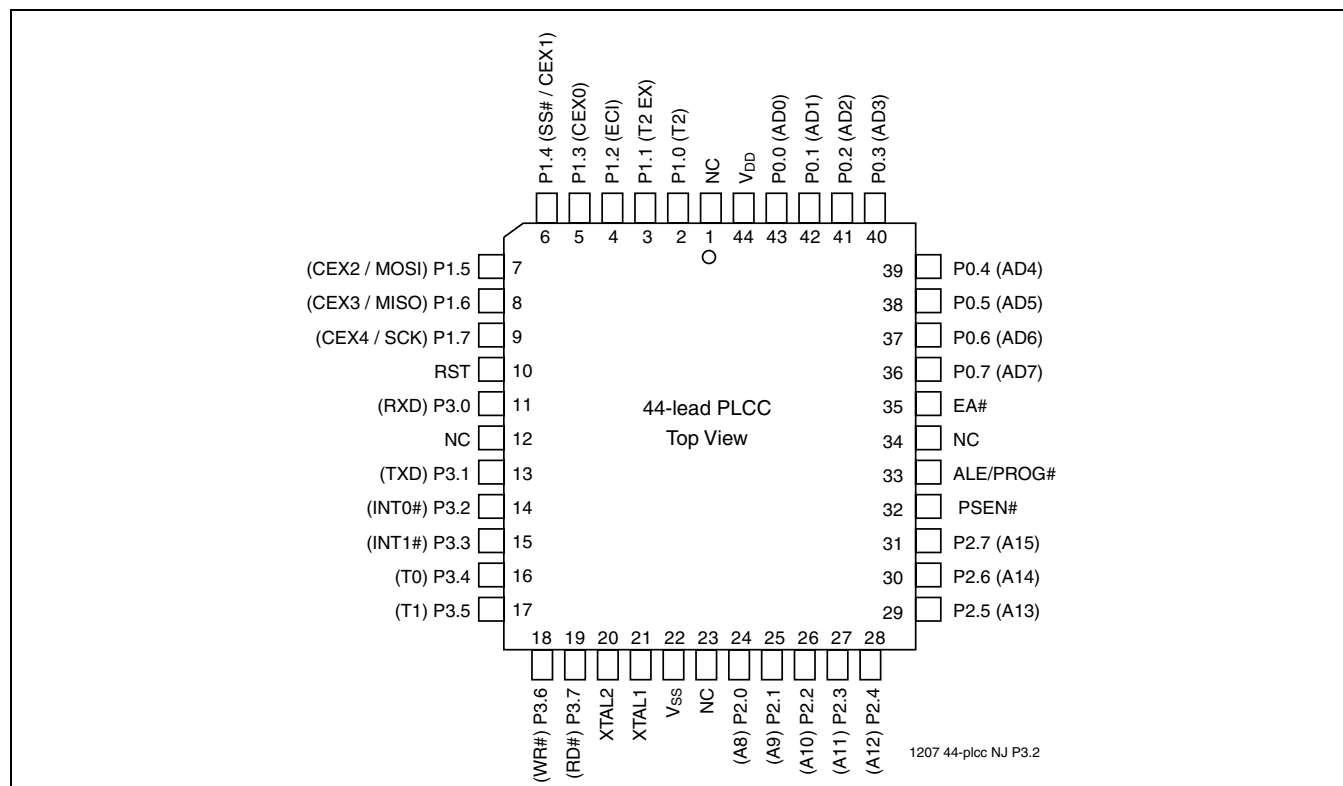 P1.4 (SS# / CEX1)
P1.3 (CEX0)
P1.2 (ECI)
P1.1 (T2 EX)
P1.0 (T2)
NC
VDD
P0.0 (AD0)
P0.1 (AD1)
P0.2 (AD2)
P0.3 (AD3)
6 5 4 3 2 1 44 43 42 41 40
(CEX2 / MOSI) P1.5 7
(CEX3 / MISO) P1.6 8
(CEX4 / SCK) P1.7 9
RST 10
(RXD) P3.0 11
NC 12
(TXD) P3.1 13
(INT0#) P3.2 14
(INT1#) P3.3 15
(T0) P3.4 16
(T1) P3.5 17
44-lead PLCC
Top View
39 P0.4 (AD4)
38 P0.5 (AD5)
37 P0.6 (AD6)
36 P0.7 (AD7)
35 EA#
34 NC
33 ALE/PROG#
32 PSEN#
31 P2.7 (A15)
30 P2.6 (A14)
29 P2.5 (A13)
18 19 20 21 22 23 24 25 26 27 28
(WR#) P3.6
(RD#) P3.7
XTAL2
XTAL1
VSS
NC
(A8) P2.0
(A9) P2.1
(A10) P2.2
(A11) P2.3
(A12) P2.4
1207 44-plcc NJ P3.2